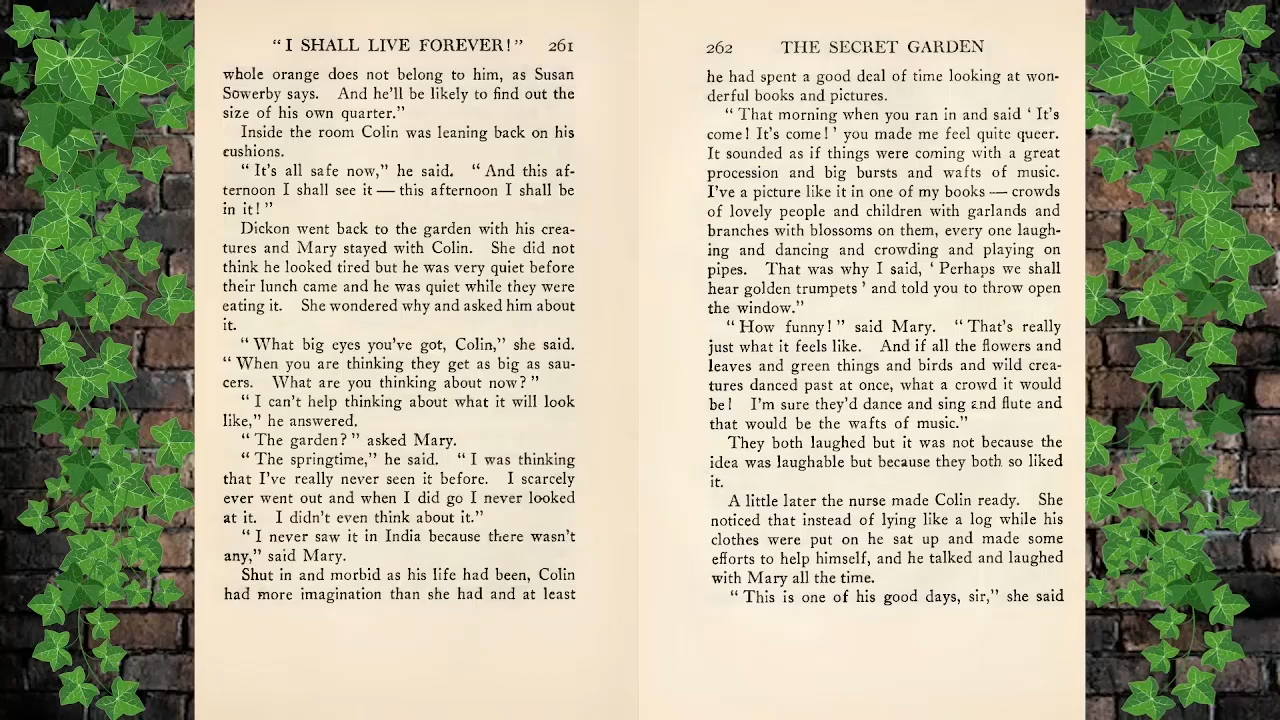 "I SHALL LIVE FOREVER!" 261
whole orange does not belong to him, as Susan
Sowerby says. And he'll be likely to find out the
size of his own quarter."
Inside the room Colin was leaning back on his
cushions.
"It's all safe now," he said. "And this af-
ternoon I shall see it — this afternoon I shall be
in it!"
Dickon went back to the garden with his crea-
tures and Mary stayed with Colin. She did not
think he looked tired but he was very quiet before
their lunch came and he was quiet while they were
eating it. She wondered why and asked him about
it.
"What big eyes you've got, Colin," she said.
"When you are thinking they get as big as sau-
cers. What are you thinking about now?"
"I can't help thinking about what it will look
like," he answered.
"The garden?" asked Mary.
"The springtime," he said. "I was thinking
that I've really never seen it before. I scarcely
ever went out and when I did go I never looked
at it. I didn't even think about it."
"I never saw it in India because there wasn't
any," said Mary.
Shut in and morbid as his life had been, Colin
had more imagination than she had and at least
262 THE SECRET GARDEN
he had spent a good deal of time looking at won-
derful books and pictures.
"That morning when you ran in and said 'It's
come! It's come!' you made me feel quite queer.
It sounded as if things were coming with a great
procession and big bursts and wafts of music.
I've a picture like it in one of my books — crowds
of lovely people and children with garlands and
branches with blossoms on them, every one laugh-
ing and dancing and crowding and playing on
pipes. That was why I said, 'Perhaps we shall
hear golden trumpets' and told you to throw open
the window."
"How funny!" said Mary. "That's really
just what it feels like. And if all the flowers and
leaves and green things and birds and wild crea-
tures danced past at once, what a crowd it would
be! I'm sure they'd dance and sing and flute and
that would be the wafts of music."
They both laughed but it was not because the
idea was laughable but because they both so liked
it.
A little later the nurse made Colin ready. She
noticed that instead of lying like a log while his
clothes were put on he sat up and made some
efforts to help himself, and he talked and laughed
with Mary all the time.
"This is one of his good days, sir," she said